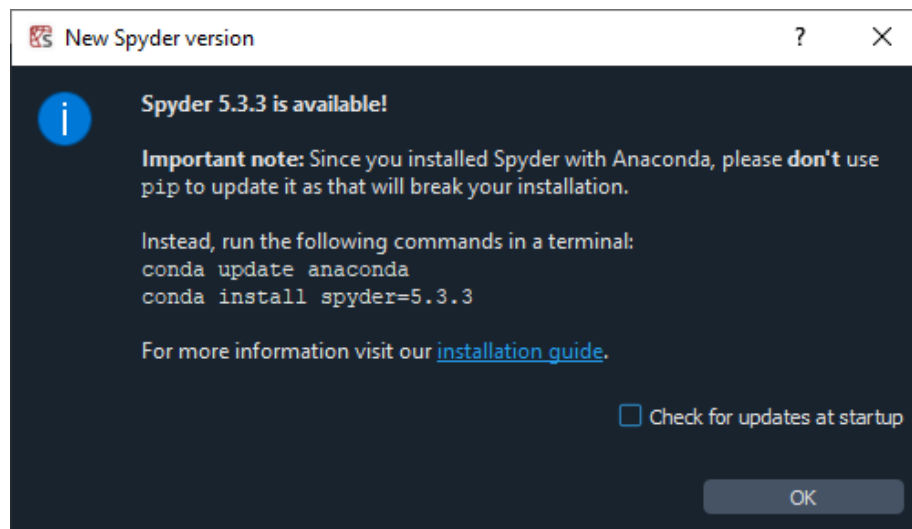 New Spyder version
Spyder 5.3.3 is available!
Important note: Since you installed Spyder with Anaconda, please don't use
pip to update it as that will break your installation.
Instead, run the following commands in a terminal:
conda update anaconda
conda install spyder=5.3.3
For more information visit our installation guide.
Check for updates at startup
OK